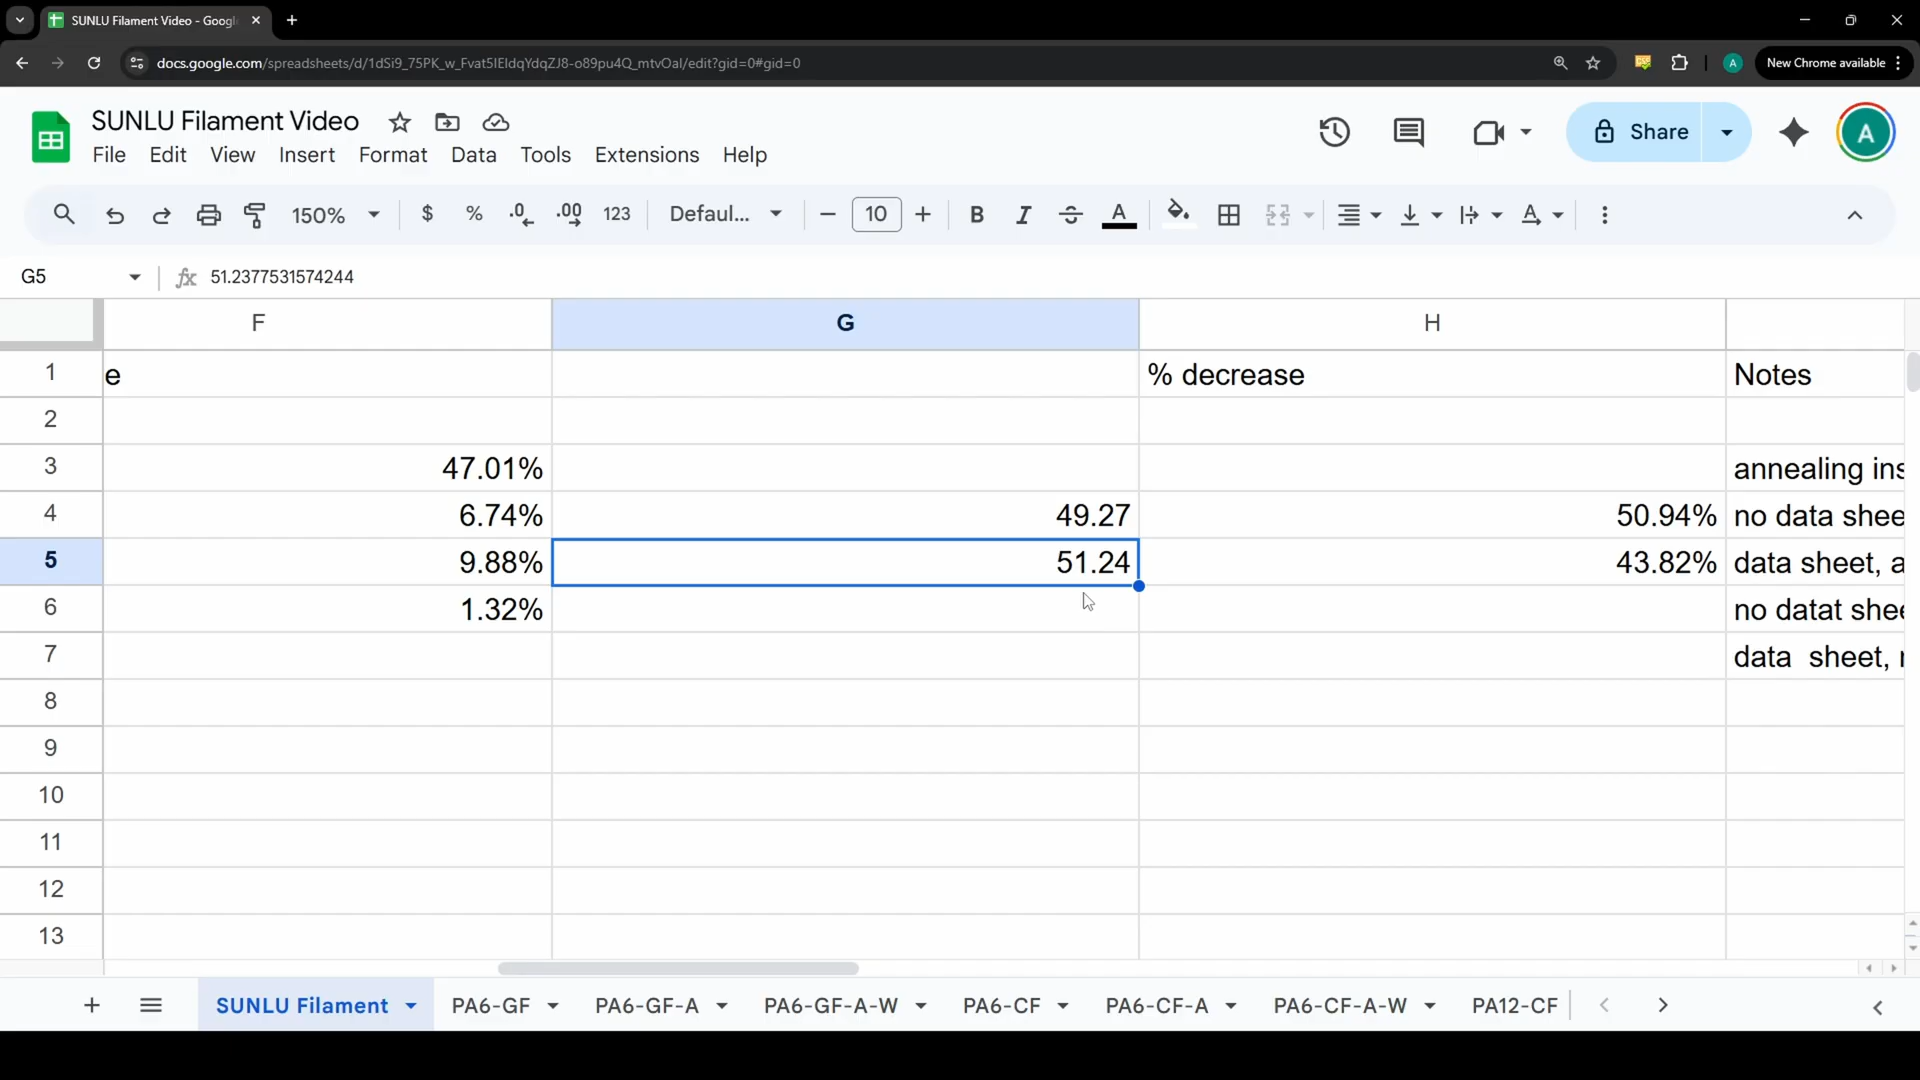 SUNLU Filament Video - Googl
docs.google.com/spreadsheets/d/1dSi9_75PK_w_Fvat5IEIdqYdqZJ8-o89pu4Q_mtvOaI/edit?gid=0#gid=0
A
New Chrome available
SUNLU Filament Video
File Edit View Insert Format Data Tools Extensions Help
Share
A
150% $ % .0 .00 123 Defaul... − 10 + B I S A
G5 fx 51.2377531574244
F G H
1 e % decrease Notes
2
3 47.01% annealing ins
4 6.74% 49.27 50.94% no data shee
5 9.88% 51.24 43.82% data sheet, a
6 1.32% no datat shee
7 data sheet, r
8
9
10
11
12
13
SUNLU Filament PA6-GF PA6-GF-A PA6-GF-A-W PA6-CF PA6-CF-A PA6-CF-A-W PA12-CF